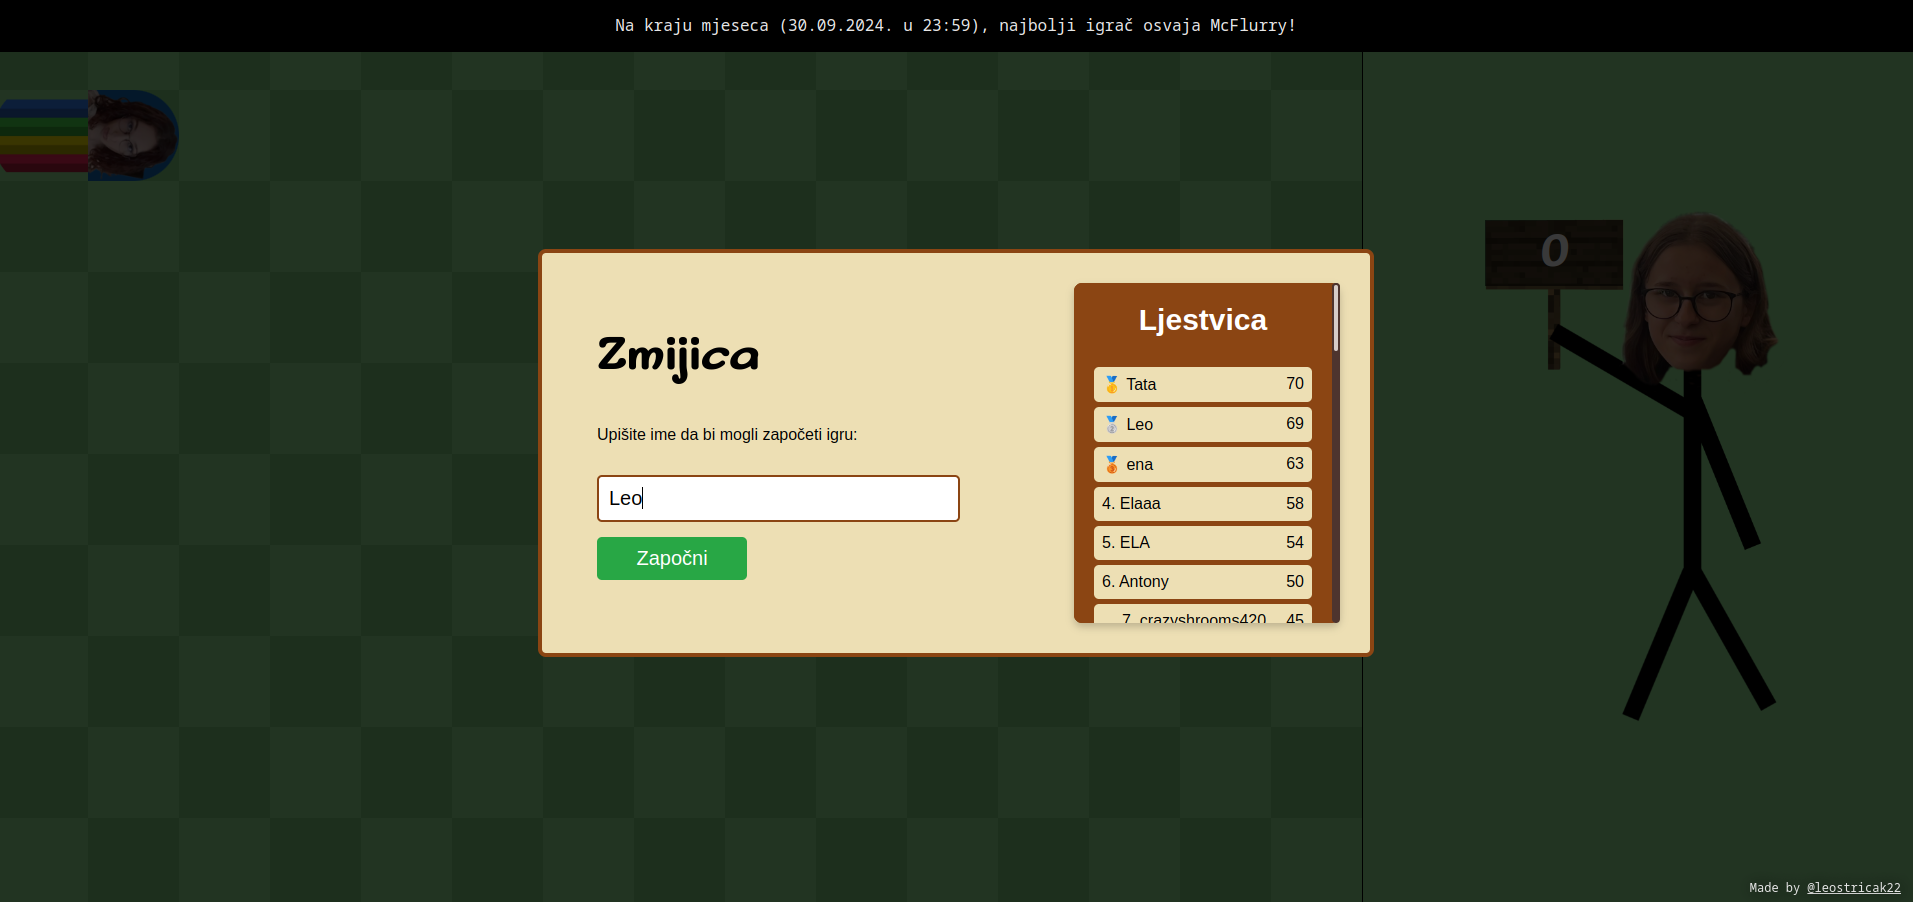 Na kraju mjeseca (30.09.2024. u 23:59), najbolji igrač osvaja McFlurry!
0
Zmijica
Upišite ime da bi mogli započeti igru:
Leo
Započni
Ljestvica
🥇 Tata 70
🥈 Leo 69
🥉 ena 63
4. Elaaa 58
5. ELA 54
6. Antony 50
7. crazyshrooms420 45
Made by @leostricak22